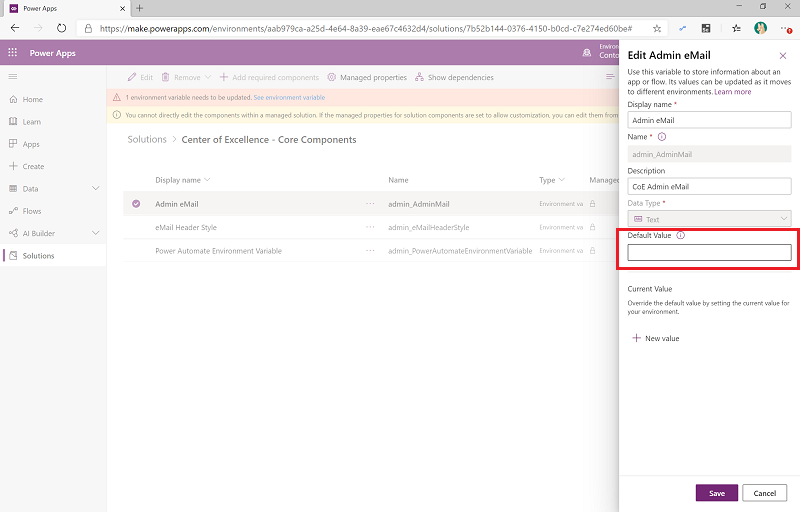 Power Apps
https://make.powerapps.com/environments/aab979ca-a25d-4e64-8a39-eae67c4632d4/solutions/7b52b144-0376-4150-b0cd-c7e274ed60be#
Power Apps
Environ
Conto
Home
Learn
Apps
Create
Data
Flows
AI Builder
Solutions
Edit
Remove
Add required components
Managed properties
Show dependencies
1 environment variable needs to be updated. See environment variable
You cannot directly edit the components within a managed solution. If the managed properties for solution components are set to allow customization, you can edit them from
Solutions > Center of Excellence - Core Components
Display name
Name
Type
Managed
Admin eMail
admin_AdminMail
Environment va
eMail Header Style
admin_eMailHeaderStyle
Environment va
Power Automate Environment Variable
admin_PowerAutomateEnvironmentVariable
Environment va
Edit Admin eMail
Use this variable to store information about an
app or flow. Its values can be updated as it moves
to different environments. Learn more
Display name *
Admin eMail
Name *
admin_AdminMail
Description
CoE Admin eMail
Data Type *
Text
Default Value
Current Value
Override the default value by setting the current value for
your environment.
New value
Save
Cancel